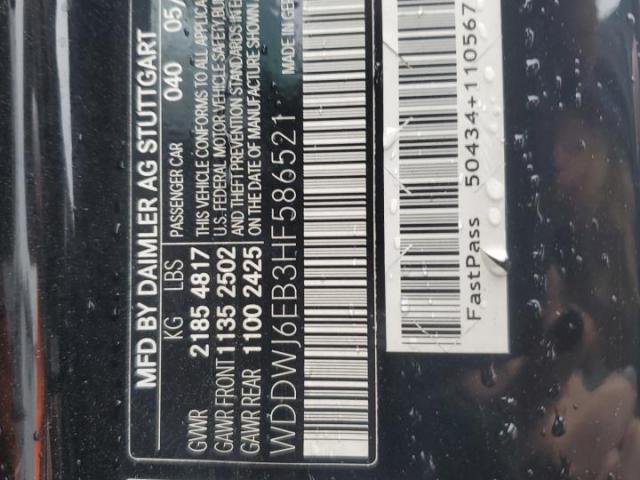 MFD BY DAIMLER AG STUTTGART 040 05/
KG LBS PASSENGER CAR
GVWR 2185 4817 THIS VEHICLE CONFORMS TO ALL
GAWR FRONT 1135 2502 U.S. FEDERAL MOTOR VEHICLE SAFETY
GAWR REAR 1100 2425 AND THEFT PREVENTION STANDARDS
ON THE DATE OF MANUFACTURE SHOWN
MADE IN
WDDWJ6EB3HF586521
FastPass 50434+110567